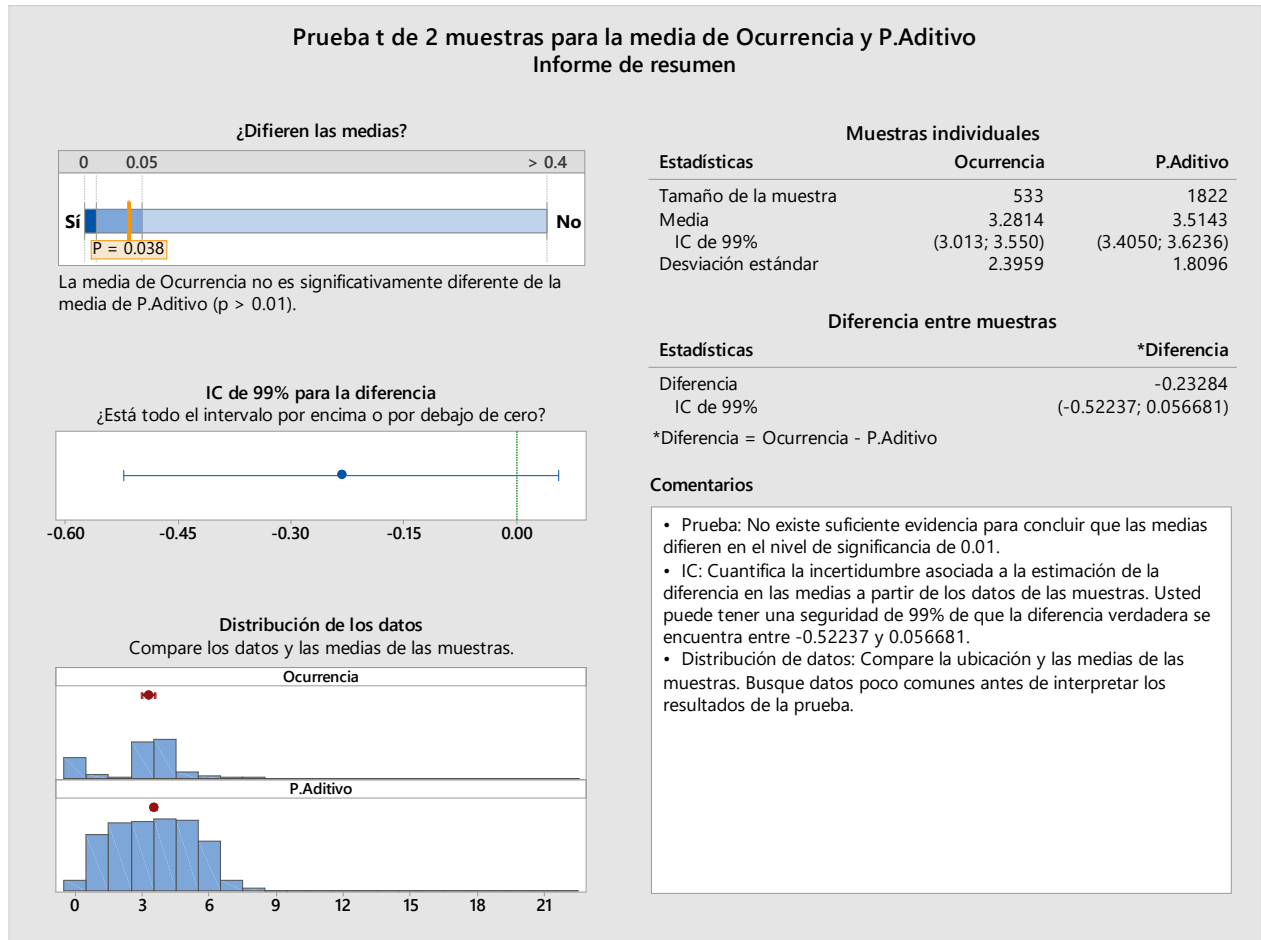 Prueba t de 2 muestras para la media de Ocurrencia y P.Aditivo
Informe de resumen
¿Difieren las medias?
0 0.05 > 0.4
Sí No
P = 0.038
La media de Ocurrencia no es significativamente diferente de la
media de P.Aditivo (p > 0.01).
IC de 99% para la diferencia
¿Está todo el intervalo por encima o por debajo de cero?
-0.60 -0.45 -0.30 -0.15 0.00
Distribución de los datos
Compare los datos y las medias de las muestras.
Ocurrencia
P.Aditivo
0 3 6 9 12 15 18 21
Muestras individuales
Estadísticas Ocurrencia P.Aditivo
Tamaño de la muestra 533 1822
Media 3.2814 3.5143
IC de 99% (3.013; 3.550) (3.4050; 3.6236)
Desviación estándar 2.3959 1.8096
Diferencia entre muestras
Estadísticas *Diferencia
Diferencia -0.23284
IC de 99% (-0.52237; 0.056681)
*Diferencia = Ocurrencia - P.Aditivo
Comentarios
• Prueba: No existe suficiente evidencia para concluir que las medias
difieren en el nivel de significancia de 0.01.
• IC: Cuantifica la incertidumbre asociada a la estimación de la
diferencia en las medias a partir de los datos de las muestras. Usted
puede tener una seguridad de 99% de que la diferencia verdadera se
encuentra entre -0.52237 y 0.056681.
• Distribución de datos: Compare la ubicación y las medias de las
muestras. Busque datos poco comunes antes de interpretar los
resultados de la prueba.